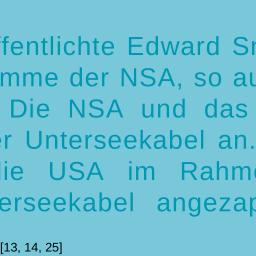 ffentlichte Edward Sn
mme der NSA, so au
Die NSA und das
er Unterseekabel an.
die USA im Rahme
erseekabel angezap
[13, 14, 25]